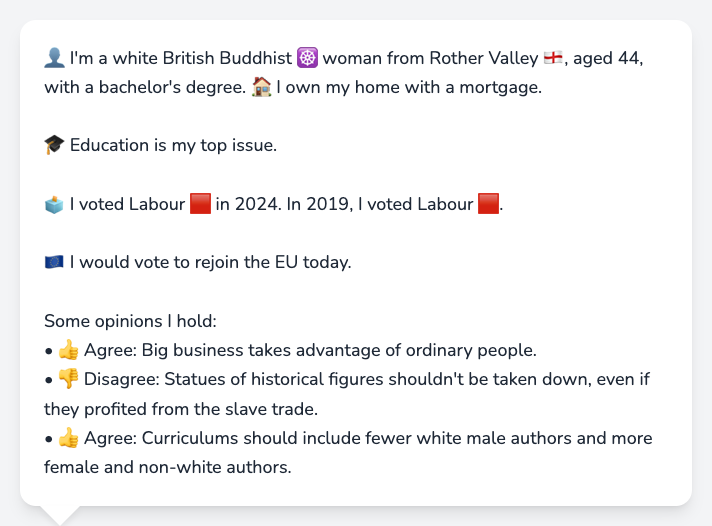 👤 I'm a white British Buddhist ☸️ woman from Rother Valley 🏴󠁧󠁢󠁥󠁮󠁧󠁿, aged 44,
with a bachelor's degree. 🏠 I own my home with a mortgage.
🎓 Education is my top issue.
🗳️ I voted Labour 🟥 in 2024. In 2019, I voted Labour 🟥.
🇪🇺 I would vote to rejoin the EU today.
Some opinions I hold:
• 👍 Agree: Big business takes advantage of ordinary people.
• 👎 Disagree: Statues of historical figures shouldn't be taken down, even if
they profited from the slave trade.
• 👍 Agree: Curriculums should include fewer white male authors and more
female and non-white authors.